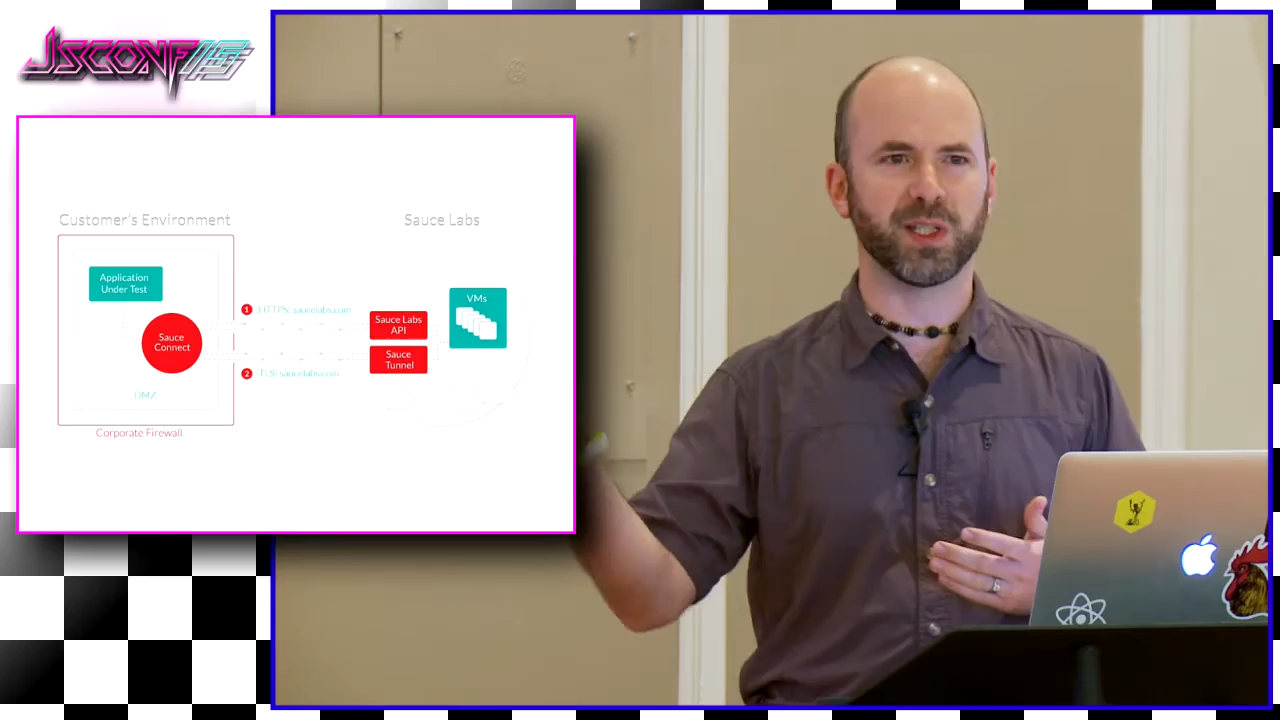 JSCONF15
Customer's Environment
Sauce Labs
Application
Under Test
VMs
1 (HTTPS) saucelabs.com
Sauce Labs
API
Sauce
Connect
Sauce
Tunnel
2 (TLS) saucelabs.com
DMZ
Corporate Firewall